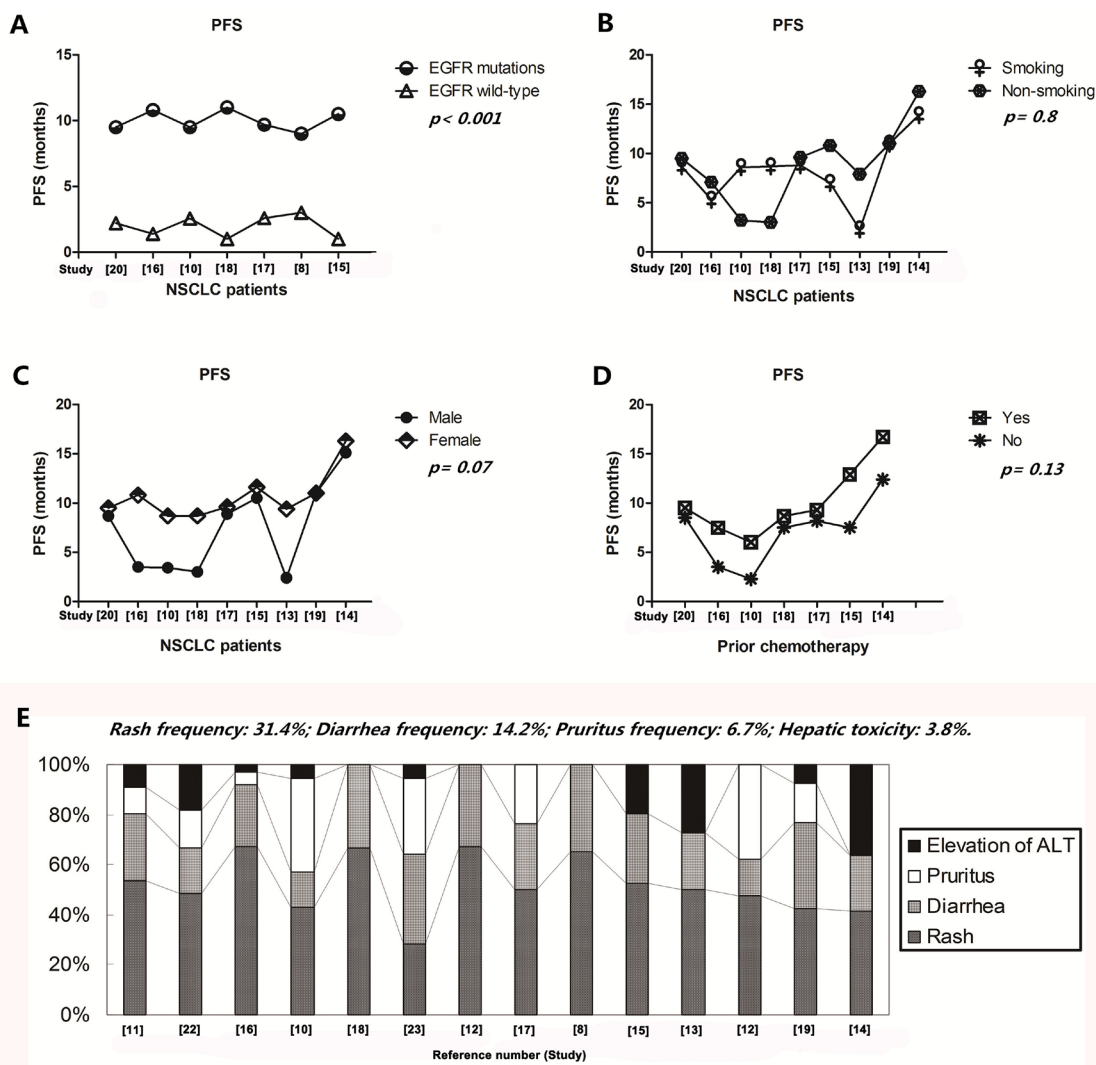 A
PFS
15
10
5
0
PFS (months)
Study [20] [16] [10] [18] [17] [8] [15]
NSCLC patients
EGFR mutations
EGFR wild-type
p< 0.001
B
PFS
20
15
10
5
0
PFS (months)
Study [20] [16] [10] [18] [17] [15] [13] [19] [14]
NSCLC patients
Smoking
Non-smoking
p= 0.8
C
PFS
20
15
10
5
0
PFS (months)
Study [20] [16] [10] [18] [17] [15] [13] [19] [14]
NSCLC patients
Male
Female
p= 0.07
D
PFS
20
15
10
5
0
PFS (months)
Study [20] [16] [10] [18] [17] [15] [14]
Prior chemotherapy
Yes
No
p= 0.13
E
Rash frequency: 31.4%; Diarrhea frequency: 14.2%; Pruritus frequency: 6.7%; Hepatic toxicity: 3.8%.
100%
80%
60%
40%
20%
0%
[11] [22] [16] [10] [18] [23] [12] [17] [8] [15] [13] [12] [19] [14]
Reference number (Study)
Elevation of ALT
Pruritus
Diarrhea
Rash